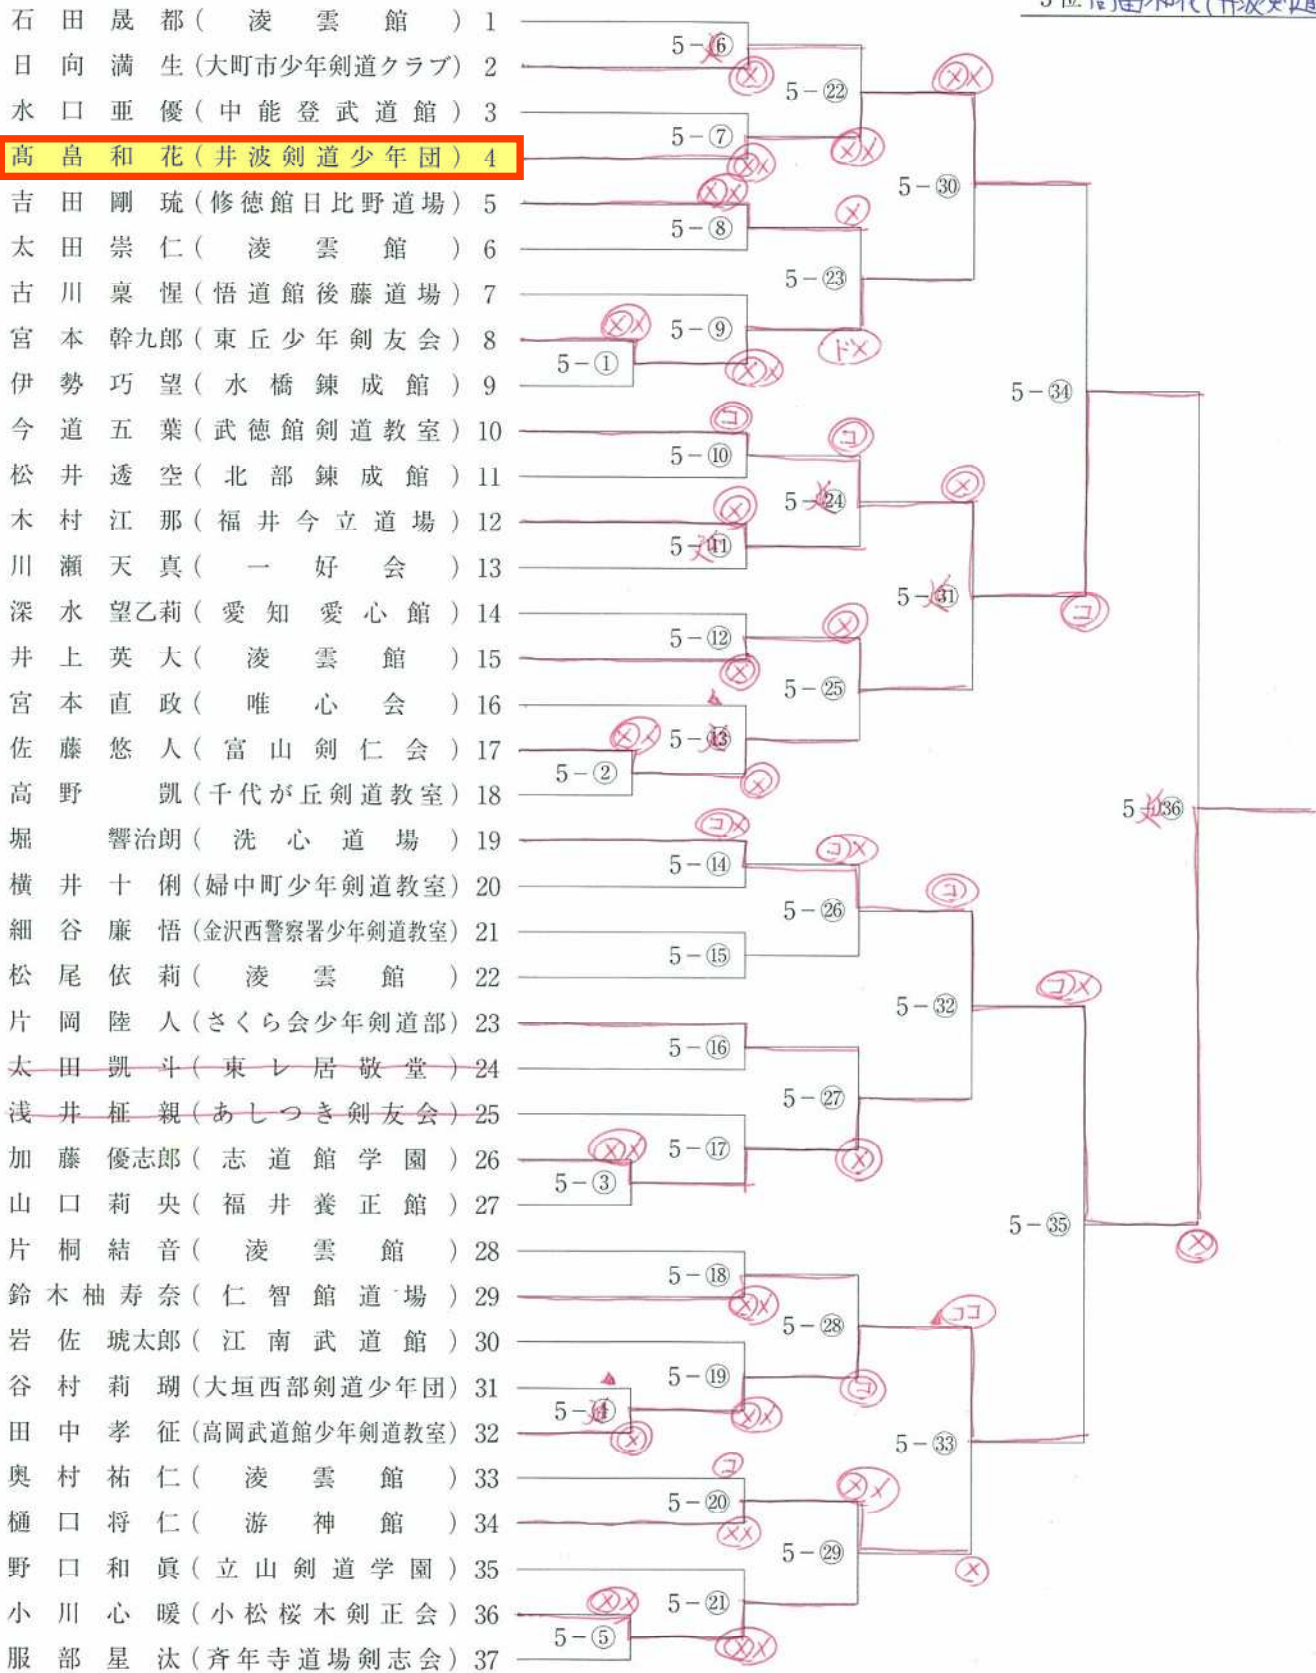 石田晟都(凌雲館) 1
日向満生(大町市少年剣道クラブ) 2
水口亜優(中能登武道館) 3
髙畠和花(井波剣道少年団) 4
吉田剛琉(修徳館日比野道場) 5
太田崇仁(凌雲館) 6
古川稟惺(悟道館後藤道場) 7
宮本幹九郎(東丘少年剣友会) 8
伊勢巧望(水橋錬成館) 9
今道五葉(武徳館剣道教室) 10
松井透空(北部錬成館) 11
木村江那(福井今立道場) 12
川瀬天真(一好会) 13
深水望乙莉(愛知愛心館) 14
井上英大(凌雲館) 15
宮本直政(唯心会) 16
佐藤悠人(富山剣仁会) 17
高野凱(千代が丘剣道教室) 18
堀響治朗(洗心道場) 19
横井十俐(婦中町少年剣道教室) 20
細谷廉悟(金沢西警察署少年剣道教室) 21
松尾依莉(凌雲館) 22
片岡陸人(さくら会少年剣道部) 23
太田凱斗(東レ居敬堂) 24
浅井柾親(あしつき剣友会) 25
加藤優志郎(志道館学園) 26
山口莉央(福井養正館) 27
片桐結音(凌雲館) 28
鈴木柚寿奈(仁智館道場) 29
岩佐琥太郎(江南武道館) 30
谷村莉瑚(大垣西部剣道少年団) 31
田中孝征(高岡武道館少年剣道教室) 32
奥村祐仁(凌雲館) 33
樋口将仁(游神館) 34
野口和眞(立山剣道学園) 35
小川心暖(小松桜木剣正会) 36
服部星汰(斉年寺道場剣志会) 37
5-①
5-②
5-③
5-④
5-⑤
5-⑥
5-⑦
5-⑧
5-⑨
5-⑩
5-⑪
5-⑫
5-⑬
5-⑭
5-⑮
5-⑯
5-⑰
5-⑱
5-⑲
5-⑳
5-㉑
5-㉒
5-㉓
5-㉔
5-㉕
5-㉖
5-㉗
5-㉘
5-㉙
5-㉚
5-㉛
5-㉜
5-㉝
5-㉞
5-㉟
5-㊱